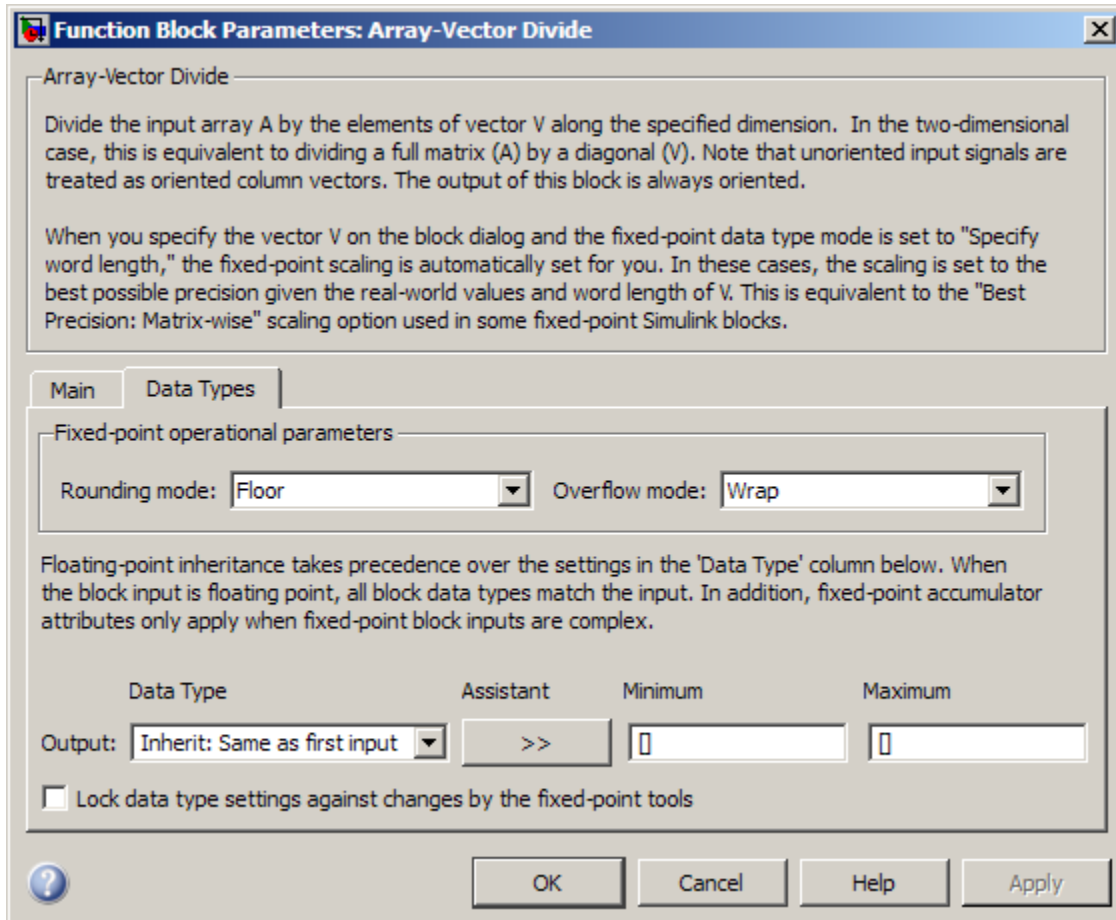 Function Block Parameters: Array-Vector Divide
Array-Vector Divide
Divide the input array A by the elements of vector V along the specified dimension.  In the two-dimensional
case, this is equivalent to dividing a full matrix (A) by a diagonal (V). Note that unoriented input signals are
treated as oriented column vectors. The output of this block is always oriented.
When you specify the vector V on the block dialog and the fixed-point data type mode is set to "Specify
word length," the fixed-point scaling is automatically set for you. In these cases, the scaling is set to the
best possible precision given the real-world values and word length of V. This is equivalent to the "Best
Precision: Matrix-wise" scaling option used in some fixed-point Simulink blocks.
Main Data Types
Fixed-point operational parameters
Rounding mode: Floor Overflow mode: Wrap
Floating-point inheritance takes precedence over the settings in the 'Data Type' column below. When
the block input is floating point, all block data types match the input. In addition, fixed-point accumulator
attributes only apply when fixed-point block inputs are complex.
Data Type Assistant Minimum Maximum
Output: Inherit: Same as first input >> [] []
Lock data type settings against changes by the fixed-point tools
? OK Cancel Help Apply